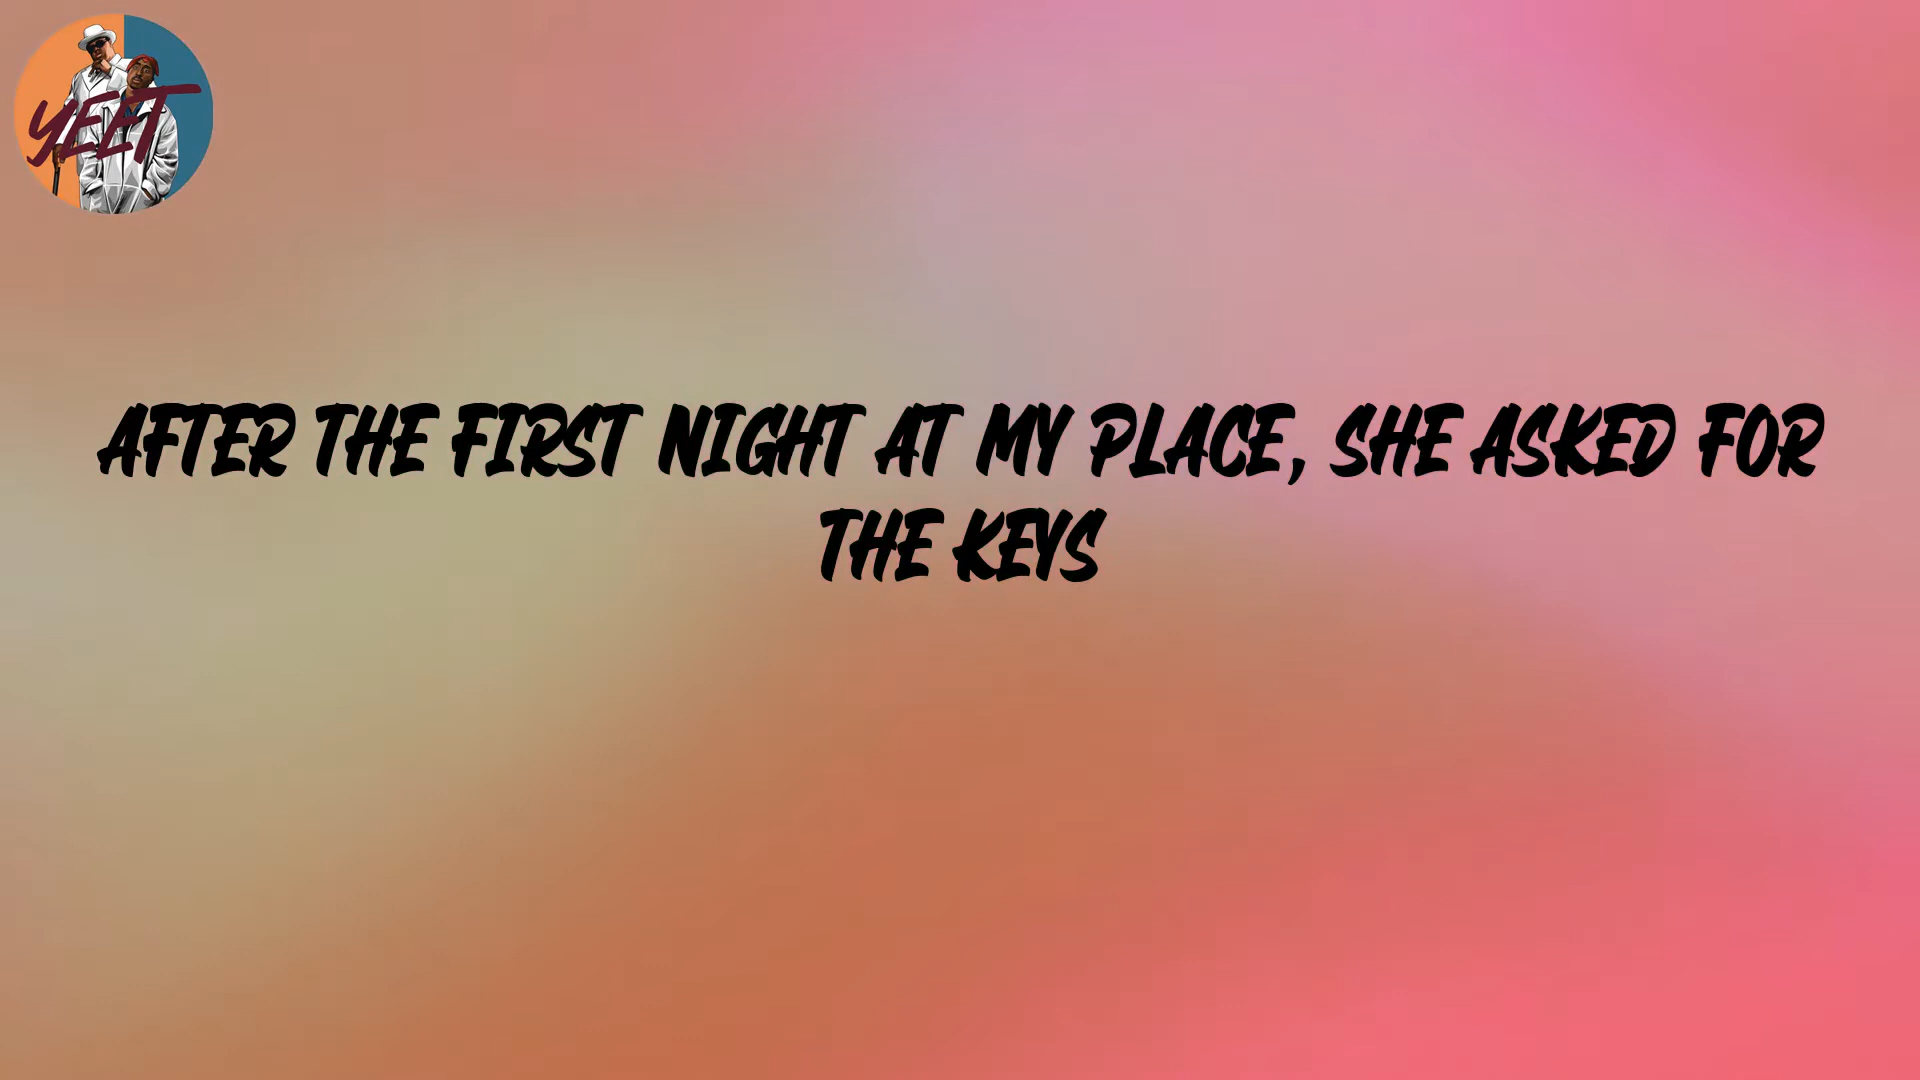 YEET
AFTER THE FIRST NIGHT AT MY PLACE, SHE ASKED FOR
THE KEYS